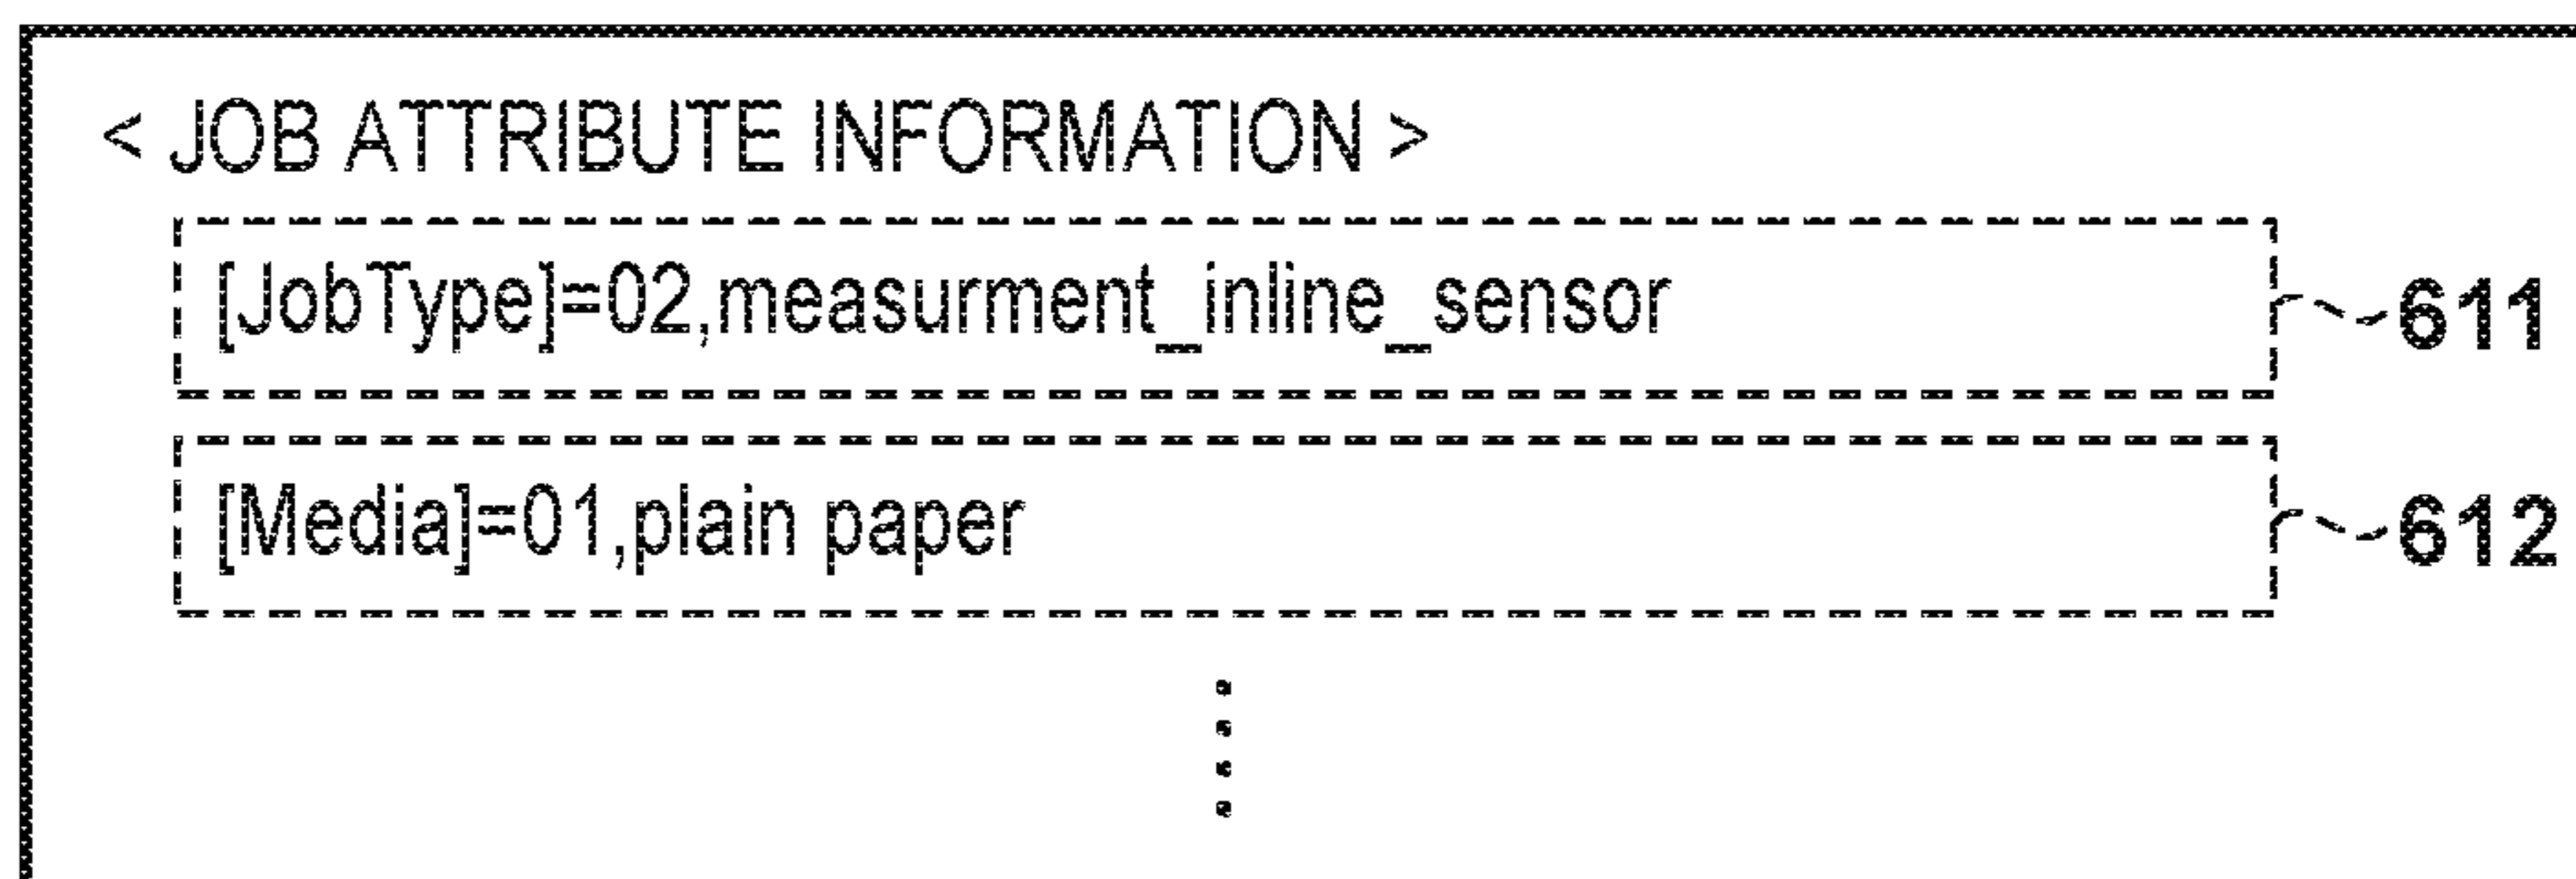 < JOB ATTRIBUTE INFORMATION >
[JobType]=02,measurment_inline_sensor
611
[Media]=01,plain paper
612